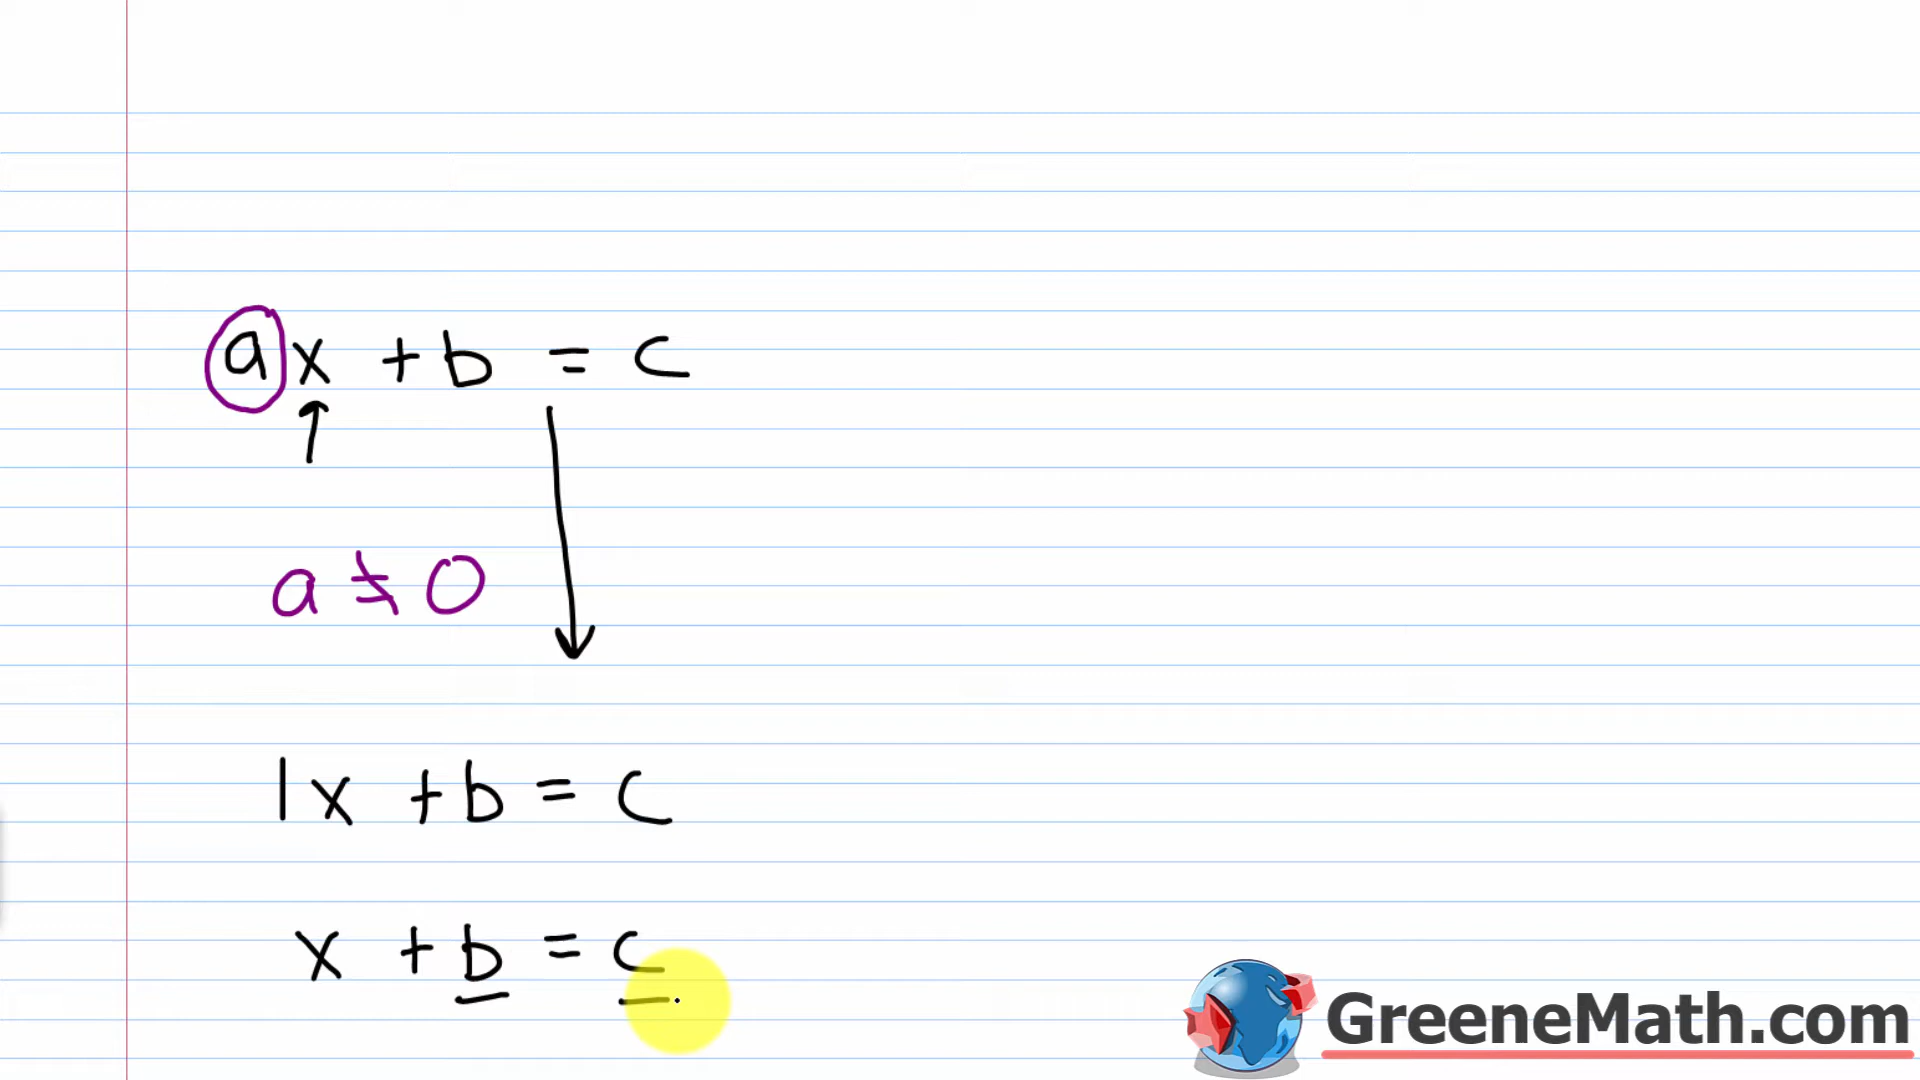 ax + b = c
a ≠ 0
1x + b = c
x + b = c
GreeneMath.com